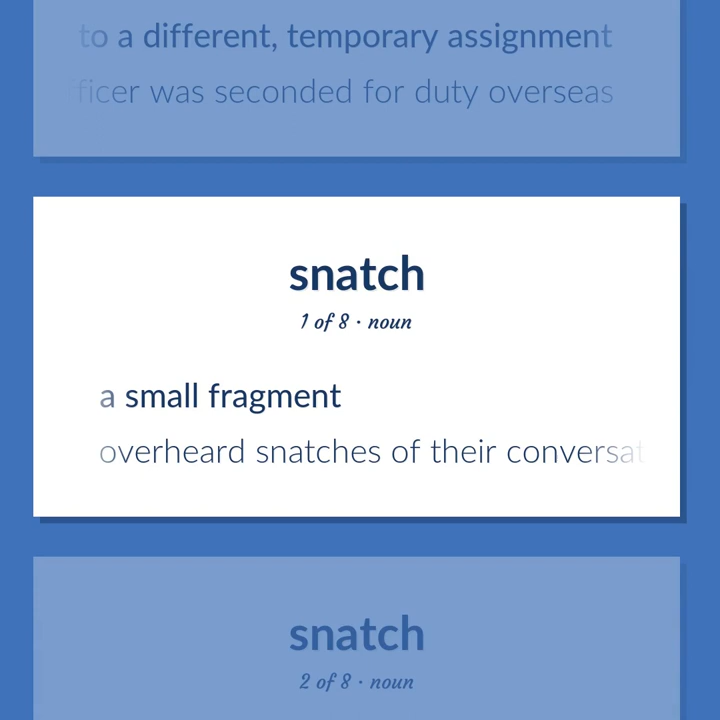 to a different, temporary assignment
ficer was seconded for duty overseas
snatch
1 of 8 · noun
a small fragment
overheard snatches of their conversat
snatch
2 of 8 · noun